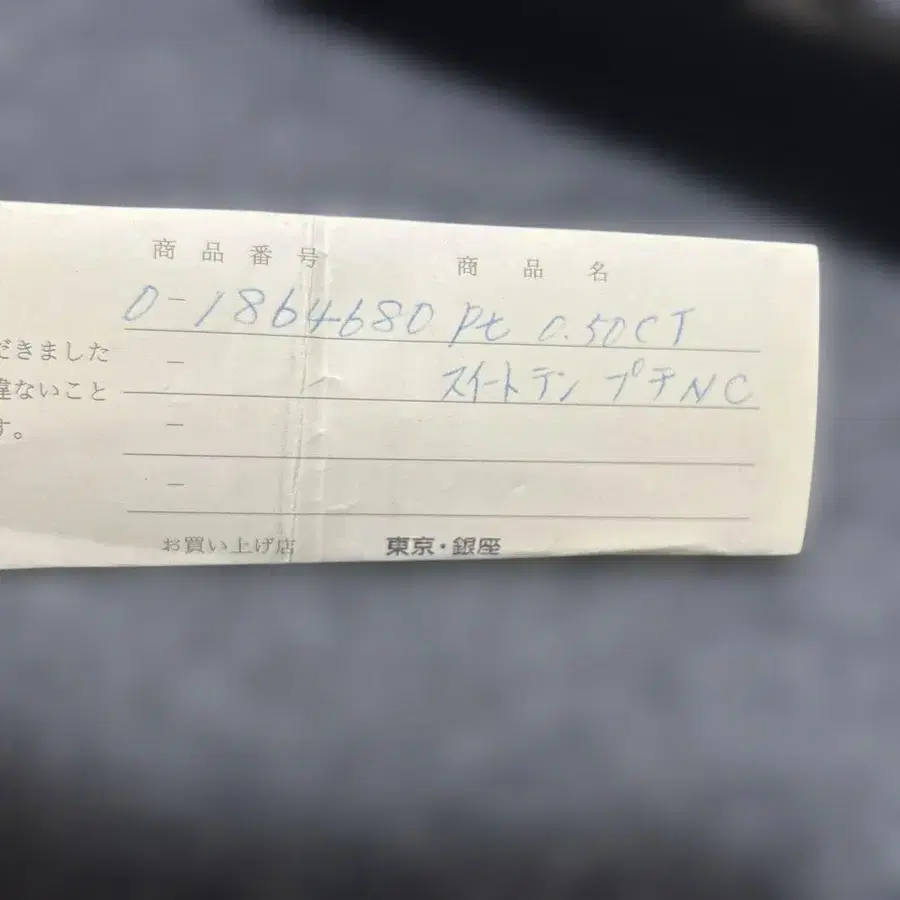 商品番号 商品名
0-1864680 Pt 0.50CT
だきました - スイートテン プチNC
違ないこと
す。 -
-
お買い上げ店 東京・銀座